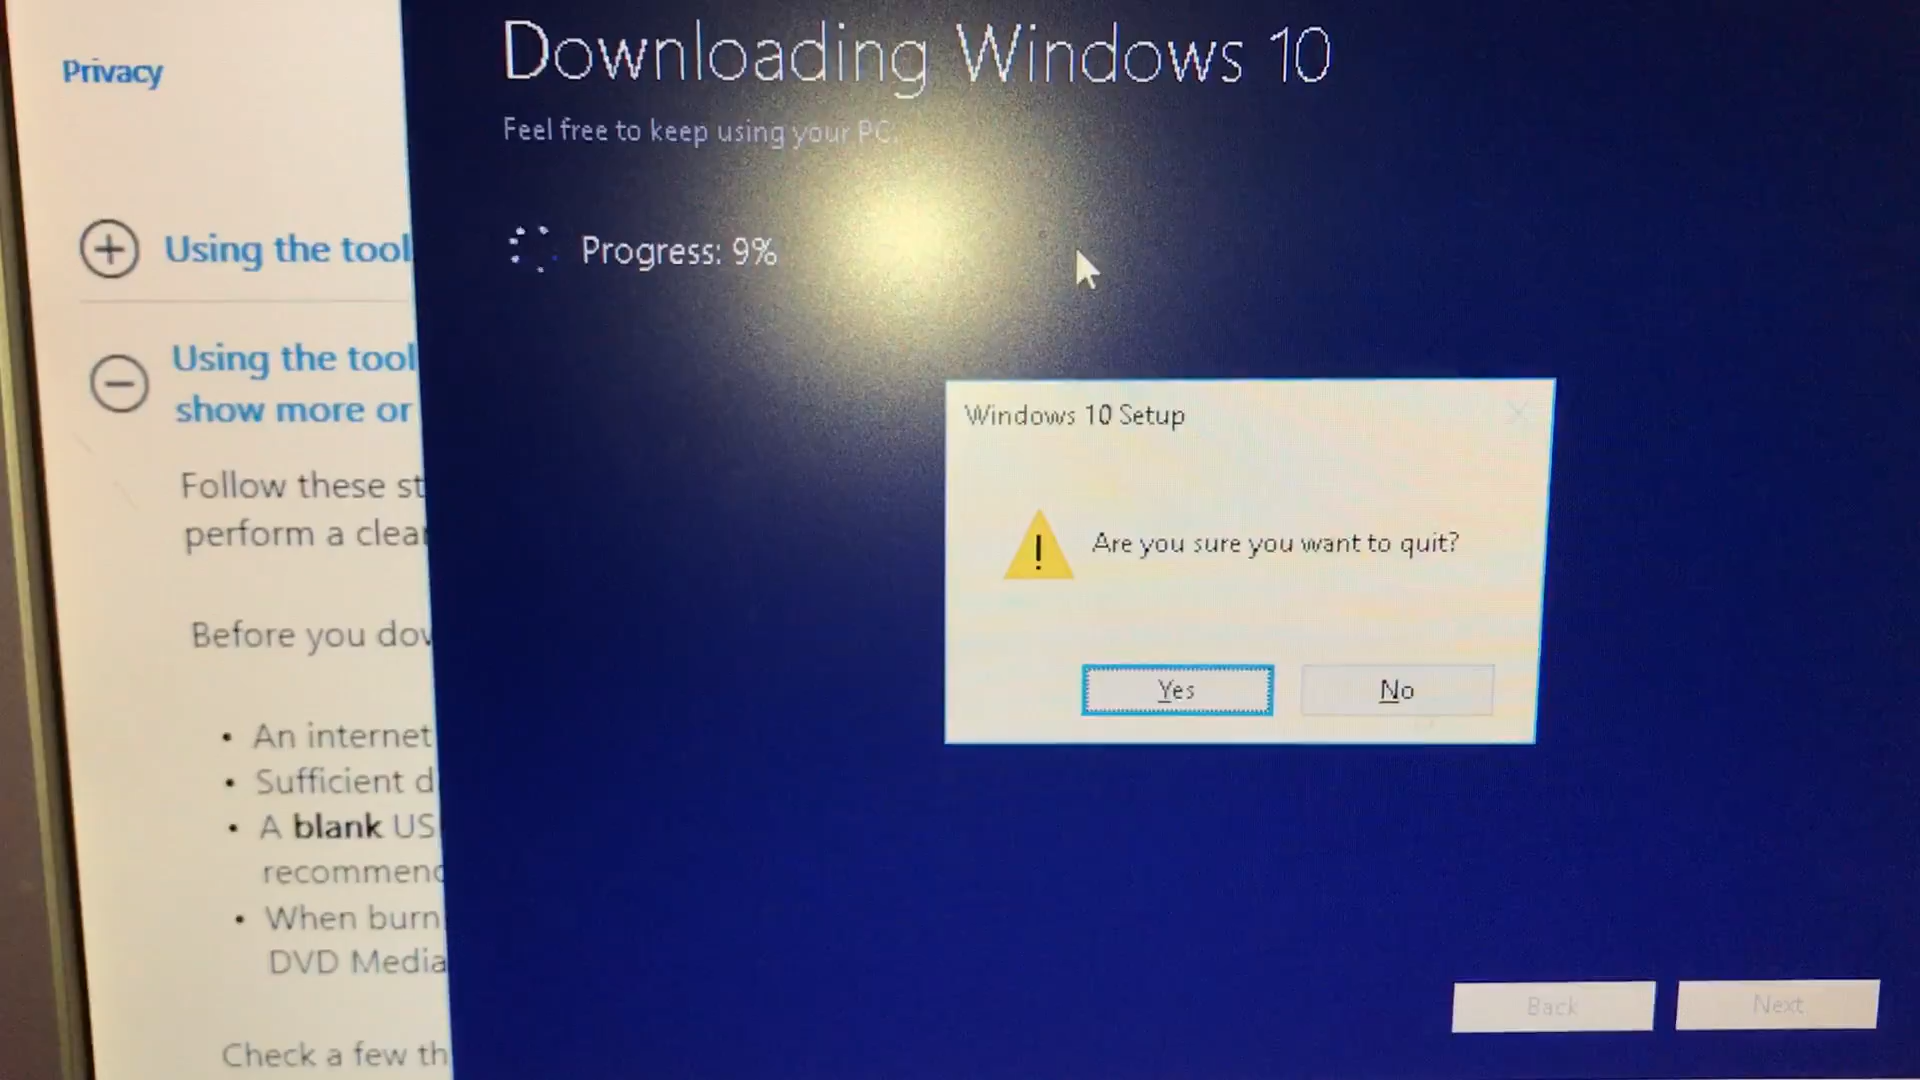 Privacy
Using the tool
Using the tool
show more or
Follow these st
perform a clea
Before you do
• An internet
• Sufficient d
• A blank US
recommend
• When burn
DVD Media
Check a few th
Downloading Windows 10
Feel free to keep using your PC.
Progress: 9%
Windows 10 Setup
Are you sure you want to quit?
Yes
No
Back
Next